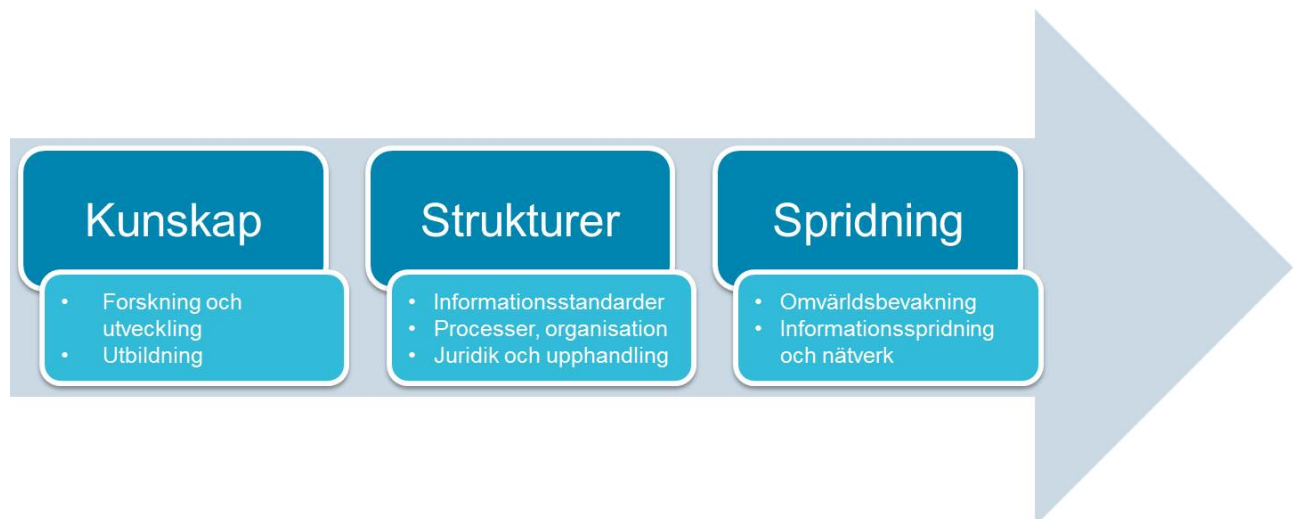 Kunskap
• Forskning och
utveckling
• Utbildning
Strukturer
• Informationsstandarder
• Processer, organisation
• Juridik och upphandling
Spridning
• Omvärldsbevakning
• Informationsspridning
och nätverk